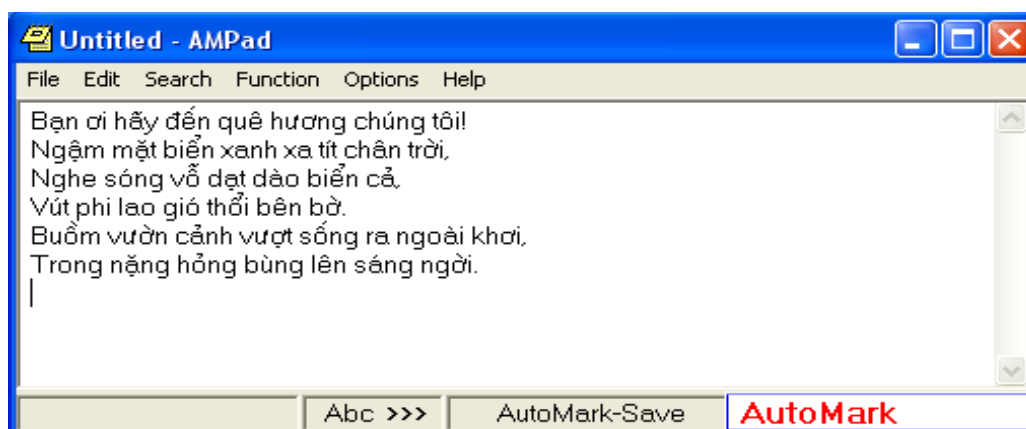 Untitled - AMPad
File Edit Search Function Options Help
Bạn ơi hãy đến quê hương chúng tôi!
Ngậm mặt biển xanh xa tít chân trời,
Nghe sóng vỗ dạt dào biển cả,
Vút phi lao gió thổi bên bờ.
Buồm vườn cảnh vượt sống ra ngoài khơi,
Trong nặng hỏng bùng lên sáng ngời.
Abc >>> AutoMark-Save AutoMark